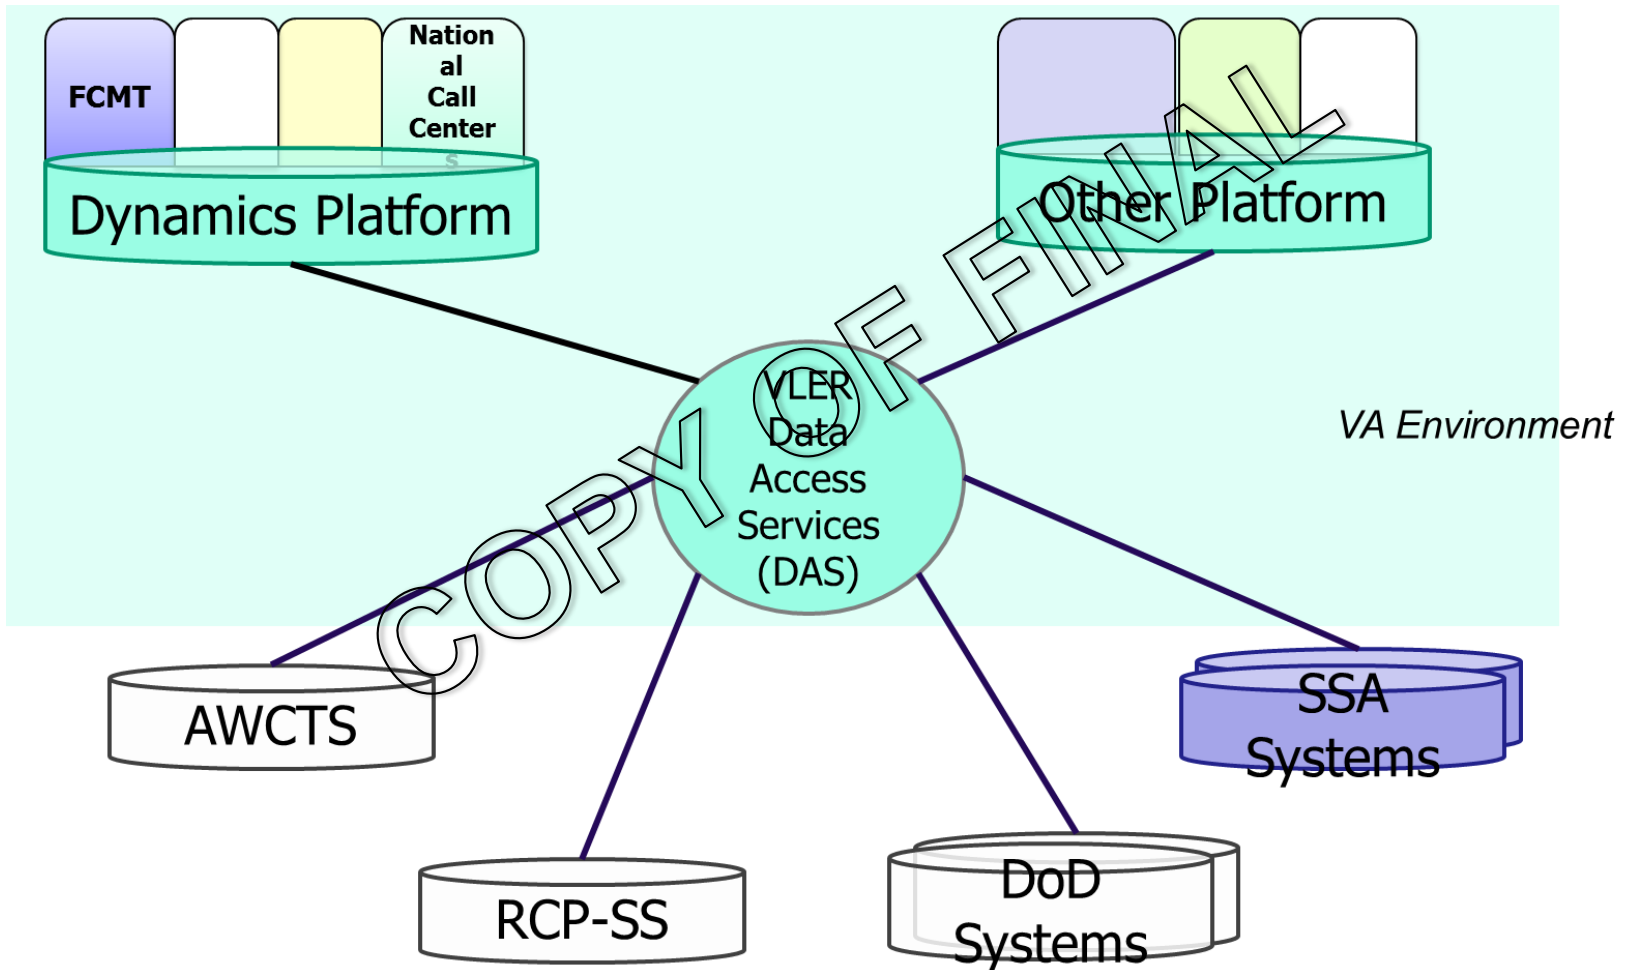 FCMT
Nation
al
Call
Center
s
Dynamics Platform
Other Platform
COPY OF FINAL
VLER
Data
Access
Services
(DAS)
VA Environment
AWCTS
SSA
Systems
RCP-SS
DoD
Systems